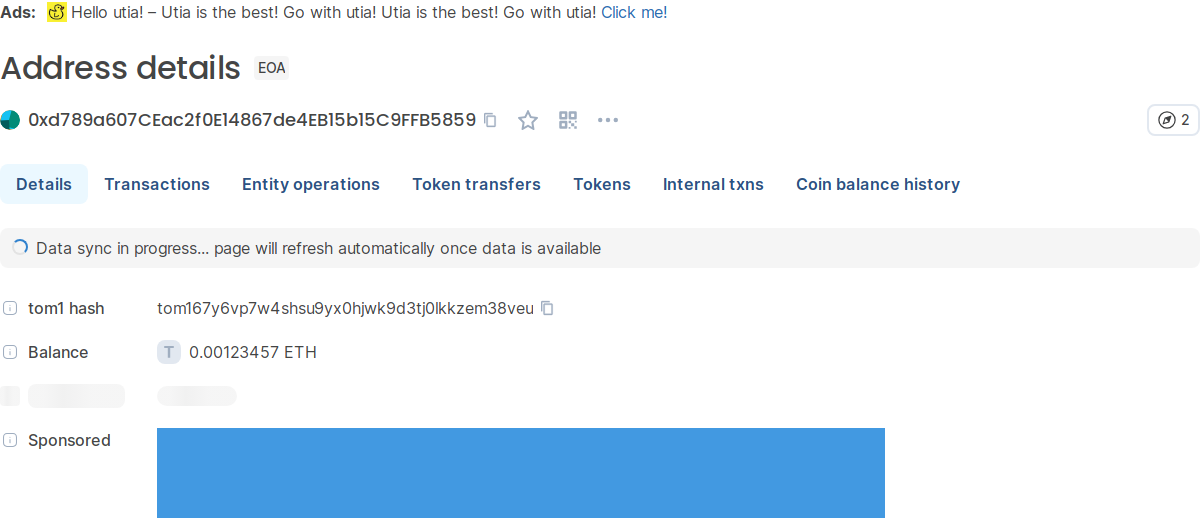 Ads: Hello utia! – Utia is the best! Go with utia! Utia is the best! Go with utia! Click me!
Address details EOA
0xd789a607CEac2f0E14867de4EB15b15C9FFB5859 2
Details Transactions Entity operations Token transfers Tokens Internal txns Coin balance history
Data sync in progress... page will refresh automatically once data is available
tom1 hash tom167y6vp7w4shsu9yx0hjwk9d3tj0lkkzem38veu
Balance T 0.00123457 ETH
Sponsored